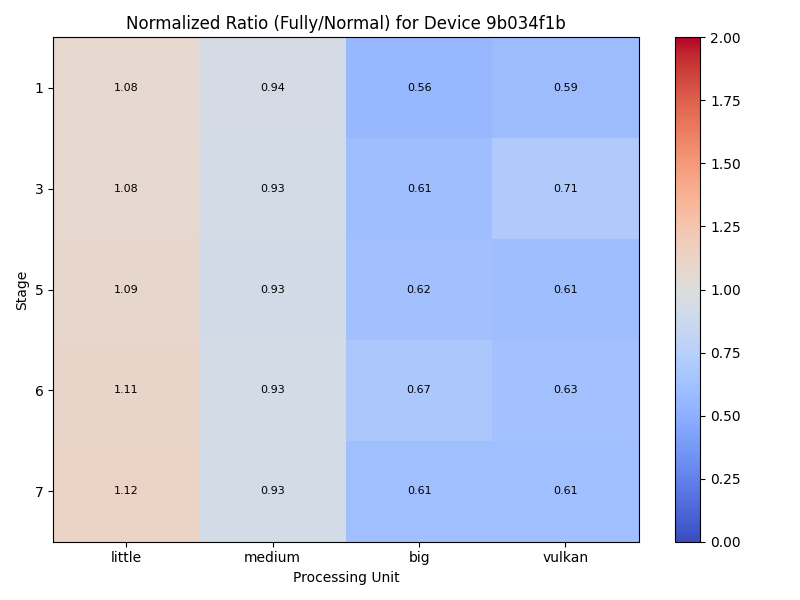 Normalized Ratio (Fully/Normal) for Device 9b034f1b
1 1.08 0.94 0.56 0.59
3 1.08 0.93 0.61 0.71
5 1.09 0.93 0.62 0.61
6 1.11 0.93 0.67 0.63
7 1.12 0.93 0.61 0.61
little medium big vulkan
Processing Unit
Stage
2.00
1.75
1.50
1.25
1.00
0.75
0.50
0.25
0.00